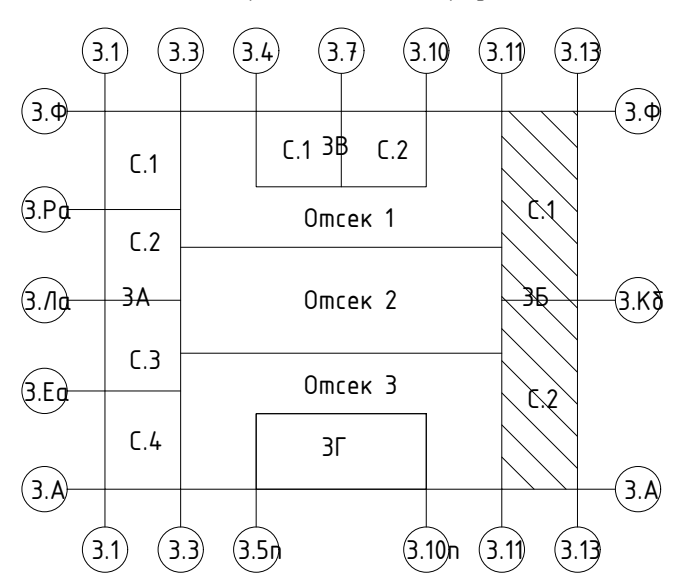 3.1 3.3 3.4 3.7 3.10 3.11 3.13
3.Ф 3.Ф
С.1 3В С.2
С.1
3.Ра С.1
Отсек 1
С.2
3.Ла 3А Отсек 2 3Б 3.Кδ
С.3
Отсек 3
3.Еа С.2
С.4 3Г
3.А 3.А
3.1 3.3 3.5п 3.10п 3.11 3.13